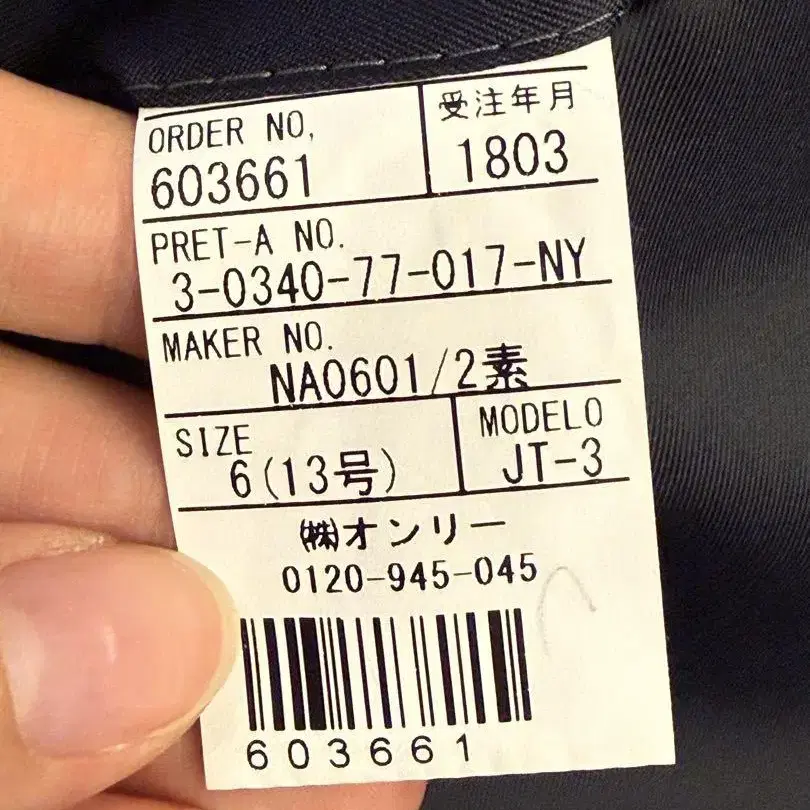 ORDER NO,
603661
受注年月
1803
PRET-A NO.
3-0340-77-017-NY
MAKER NO.
NA0601/2素
SIZE
6(13号)
MODELO
JT-3
㈱オンリー
0120-945-045
603661